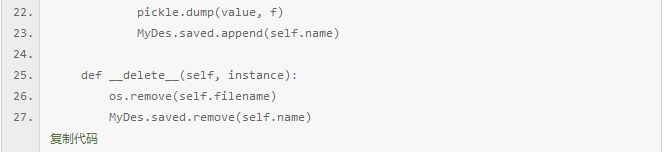 22.             pickle.dump(value, f)
23.             MyDes.saved.append(self.name)
24.
25.     def __delete__(self, instance):
26.         os.remove(self.filename)
27.         MyDes.saved.remove(self.name)
复制代码